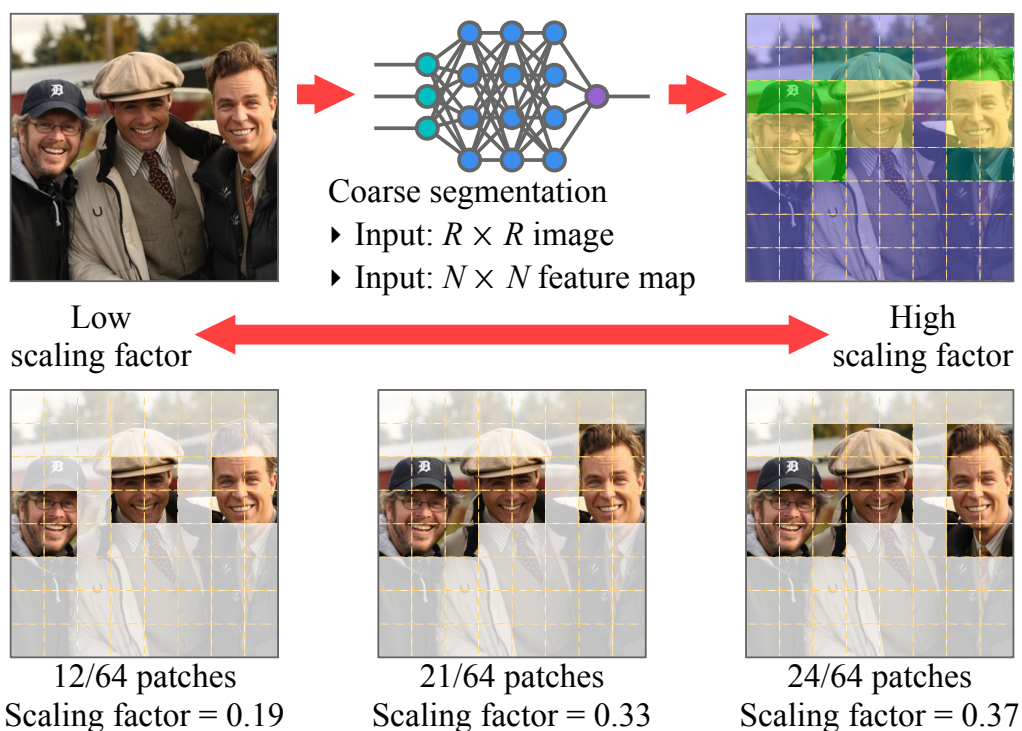 Coarse segmentation
‣ Input: R × R image
‣ Input: N × N feature map
Low
scaling factor
High
scaling factor
12/64 patches
Scaling factor = 0.19
21/64 patches
Scaling factor = 0.33
24/64 patches
Scaling factor = 0.37